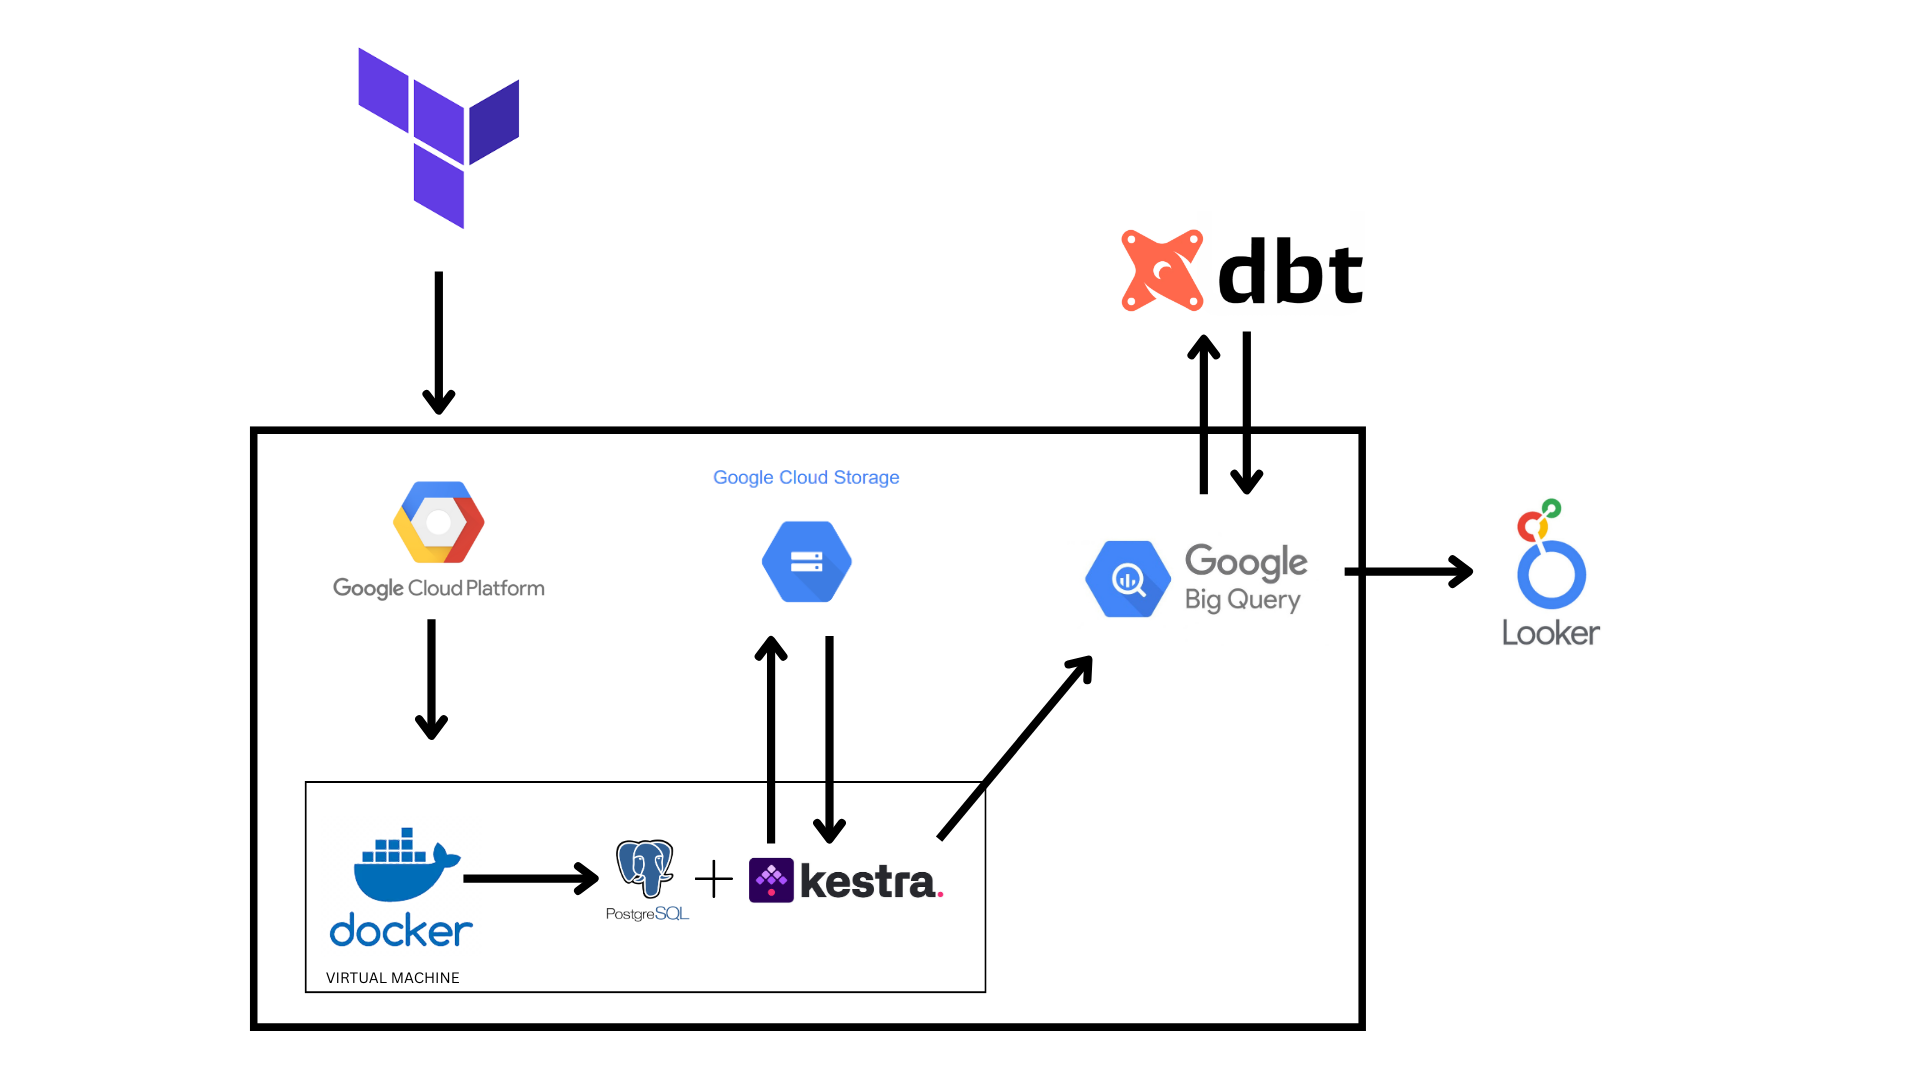 dbt
Google Cloud Storage
Google Cloud Platform
Google
Big Query
Looker
docker
PostgreSQL
kestra.
VIRTUAL MACHINE